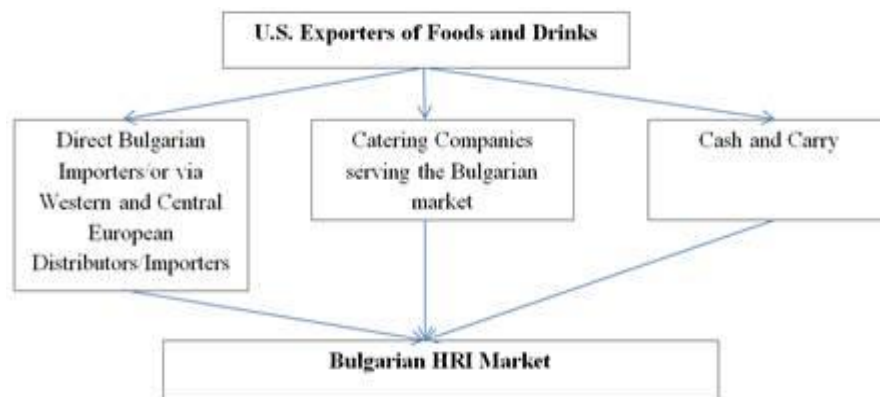 U.S. Exporters of Foods and Drinks
Direct Bulgarian
Importers/or via
Western and Central
European
Distributors/Importers
Catering Companies
serving the Bulgarian
market
Cash and Carry
Bulgarian HRI Market